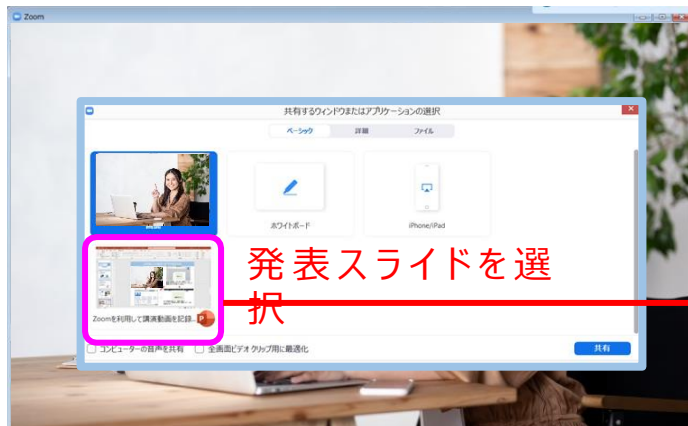 Zoom
共有するウィンドウまたはアプリケーションの選択
ベーシック 詳細 ファイル
ホワイトボード iPhone/iPad
発表スライドを選
択
Zoomを利用して講演動画を記録...
コンピューターの音声を共有 全画面ビデオ クリップ用に最適化
共有